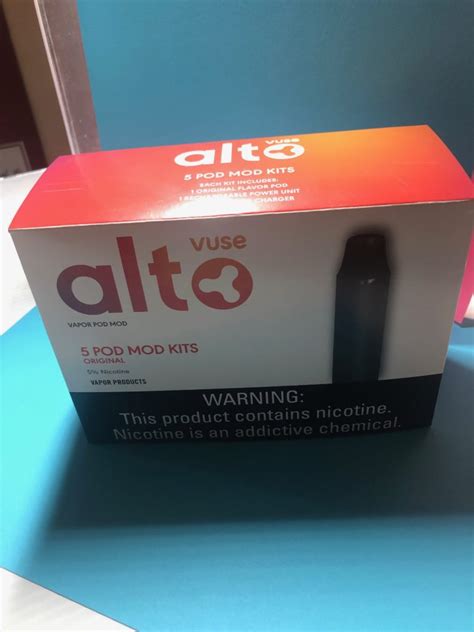 vuse
alto
5 POD MOD KITS
EACH KIT INCLUDES:
1 ORIGINAL FLAVOR POD
1 RECHARGEABLE POWER UNIT
CHARGER
vuse
alto
VAPOR POD MOD
5 POD MOD KITS
ORIGINAL
5% Nicotine
VAPOR PRODUCTS
WARNING:
This product contains nicotine.
Nicotine is an addictive chemical.